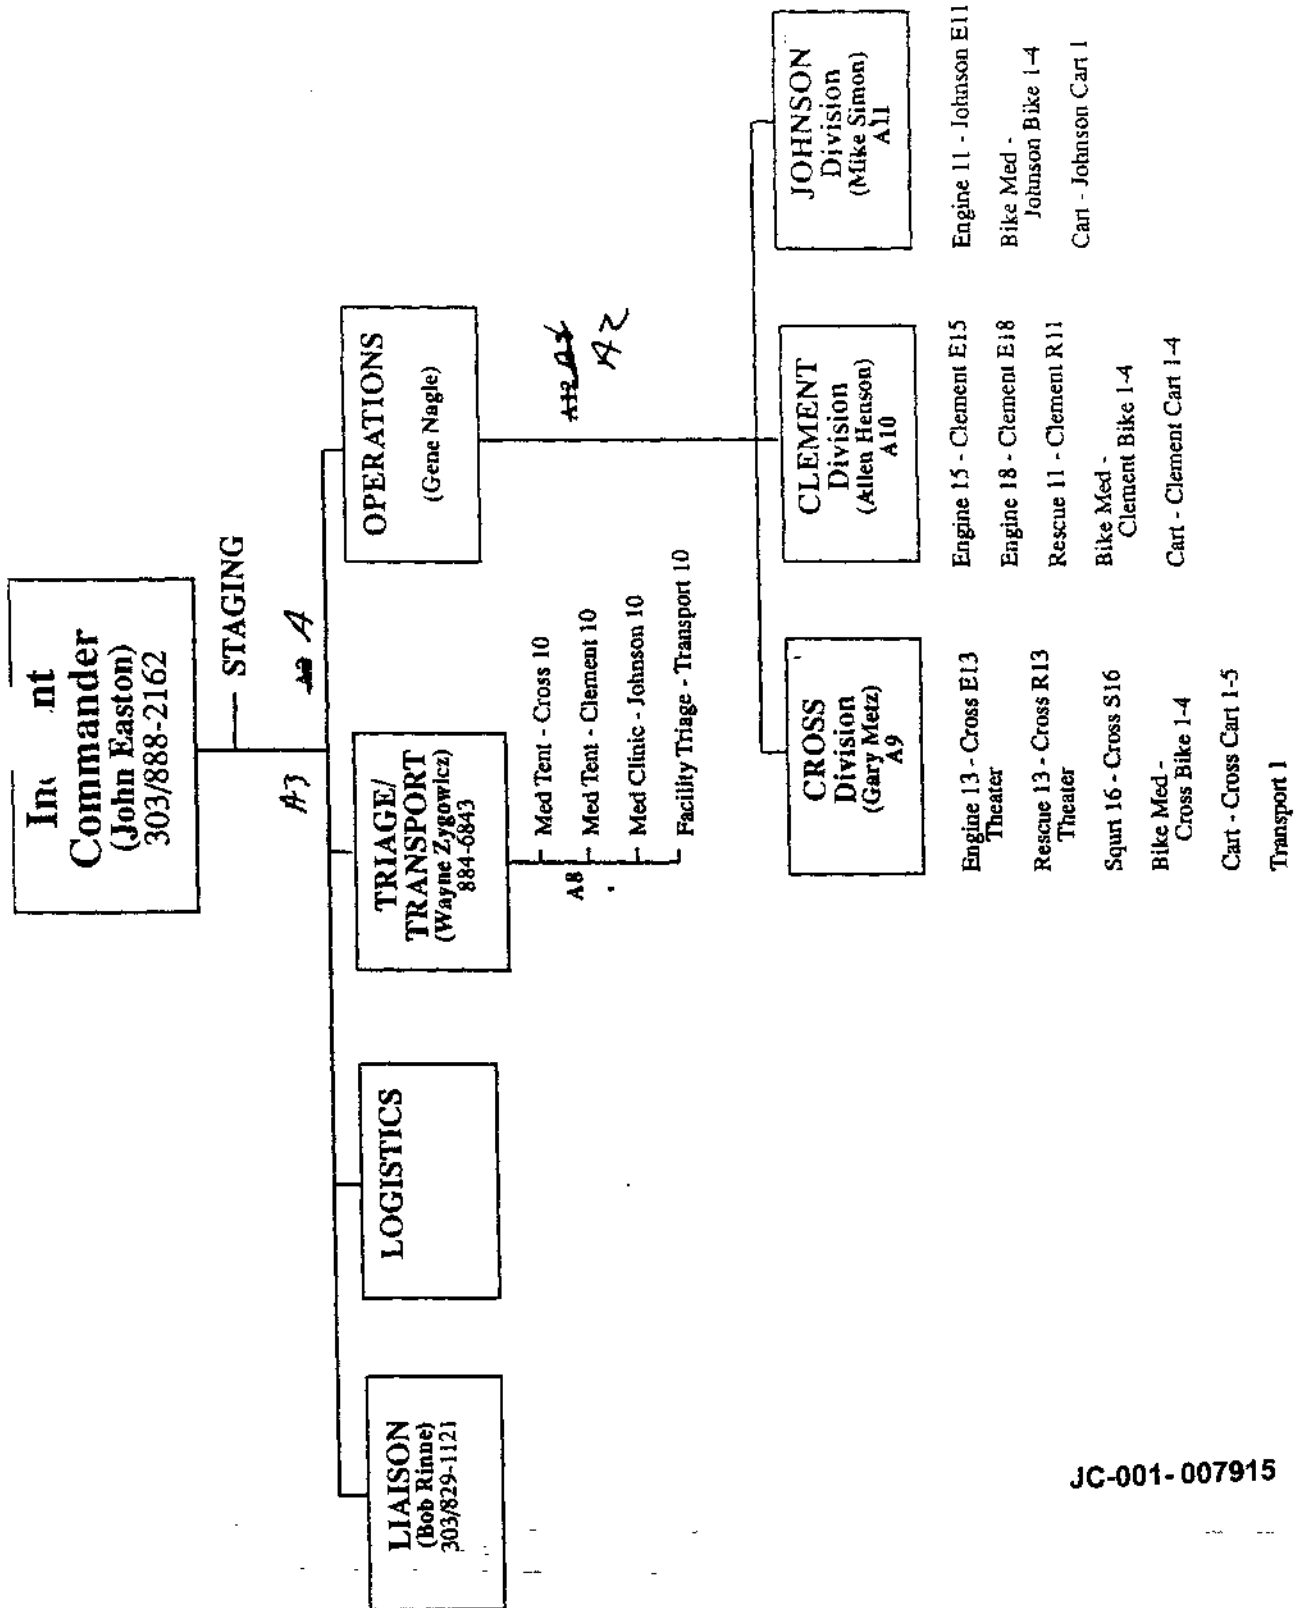 In nt
Commander
(John Easton)
303/888-2162
STAGING
A3
A
LIAISON
(Bob Rinne)
303/829-1121
LOGISTICS
TRIAGE/
TRANSPORT
(Wayne Zygowicz)
884-6843
OPERATIONS
(Gene Nagle)
A8
Med Tent - Cross 10
Med Tent - Clement 10
Med Clinic - Johnson 10
Facility Triage - Transport 10
A12
A2
CROSS
Division
(Gary Metz)
A9
Engine 13 - Cross E13
Theater
Rescue 13 - Cross R13
Theater
Squrt 16 - Cross S16
Bike Med -
Cross Bike 1-4
Cart - Cross Cart 1-5
Transport 1
CLEMENT
Division
(Allen Henson)
A10
Engine 15 - Clement E15
Engine 18 - Clement E18
Rescue 11 - Clement R11
Bike Med -
Clement Bike 1-4
Cart - Clement Cart 1-4
JOHNSON
Division
(Mike Simon)
A11
Engine 11 - Johnson E11
Bike Med -
Johnson Bike 1-4
Cart - Johnson Cart 1
JC-001-007915